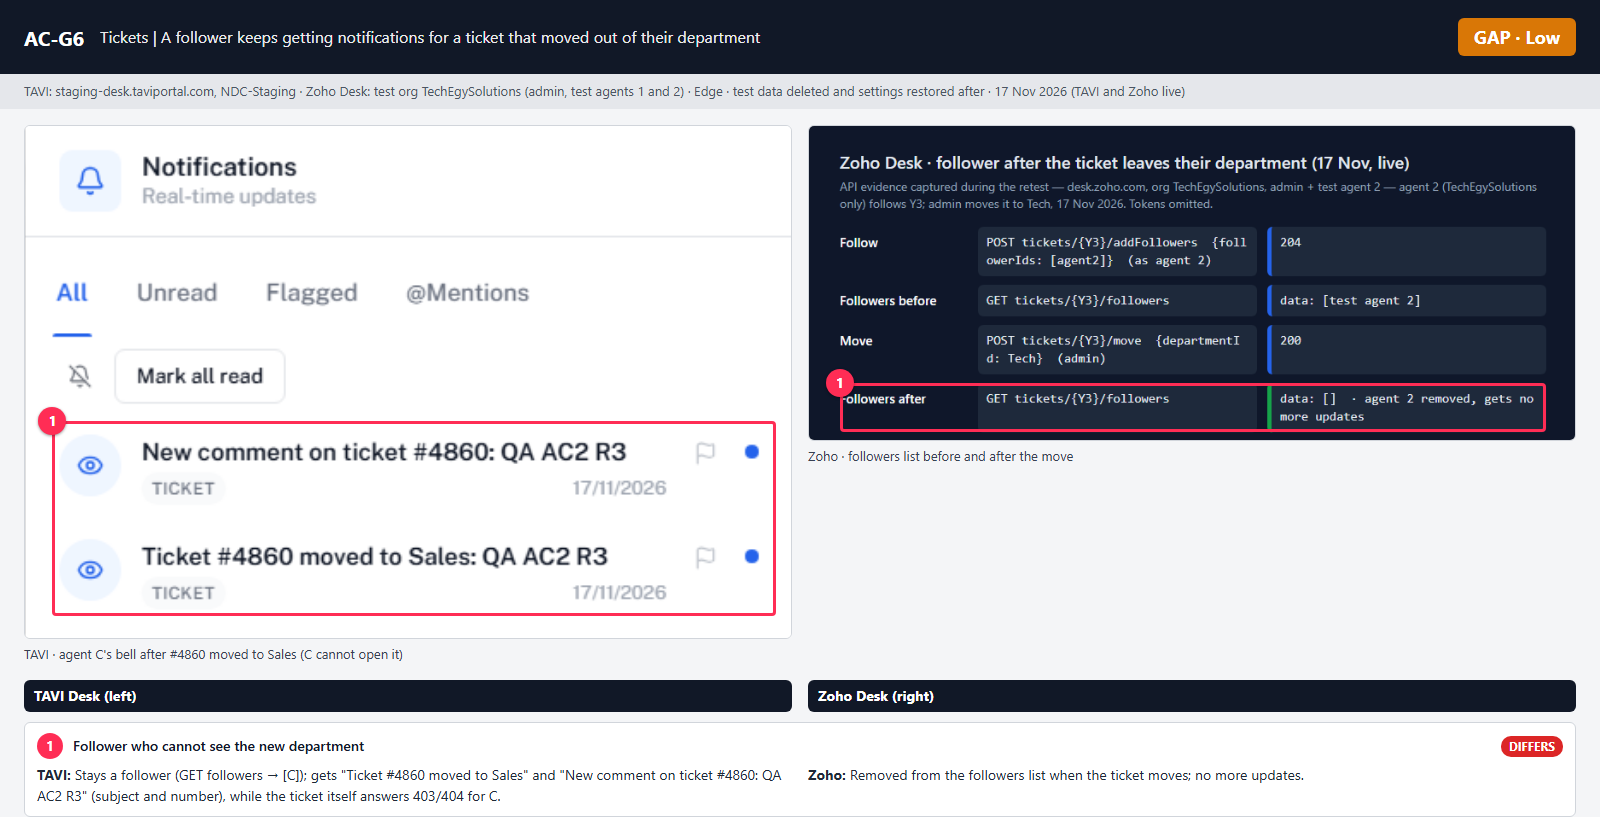 AC-G6 Tickets | A follower keeps getting notifications for a ticket that moved out of their department
GAP · Low
TAVI: staging-desk.taviportal.com, NDC-Staging · Zoho Desk: test org TechEgySolutions (admin, test agents 1 and 2) · Edge · test data deleted and settings restored after · 17 Nov 2026 (TAVI and Zoho live)
Notifications
Real-time updates
All Unread Flagged @Mentions
Mark all read
1
New comment on ticket #4860: QA AC2 R3
TICKET 17/11/2026
Ticket #4860 moved to Sales: QA AC2 R3
TICKET 17/11/2026
TAVI · agent C's bell after #4860 moved to Sales (C cannot open it)
Zoho Desk · follower after the ticket leaves their department (17 Nov, live)
API evidence captured during the retest — desk.zoho.com, org TechEgySolutions, admin + test agent 2 — agent 2 (TechEgySolutions
only) follows Y3; admin moves it to Tech, 17 Nov 2026. Tokens omitted.
Follow
POST tickets/{Y3}/addFollowers {foll
owerIds: [agent2]} (as agent 2)
204
Followers before
GET tickets/{Y3}/followers
data: [test agent 2]
Move
POST tickets/{Y3}/move {departmentI
d: Tech} (admin)
200
1
ollowers after
GET tickets/{Y3}/followers
data: [] · agent 2 removed, gets no
more updates
Zoho · followers list before and after the move
TAVI Desk (left)
Zoho Desk (right)
1 Follower who cannot see the new department
DIFFERS
TAVI: Stays a follower (GET followers → [C]); gets "Ticket #4860 moved to Sales" and "New comment on ticket #4860: QA
AC2 R3" (subject and number), while the ticket itself answers 403/404 for C.
Zoho: Removed from the followers list when the ticket moves; no more updates.